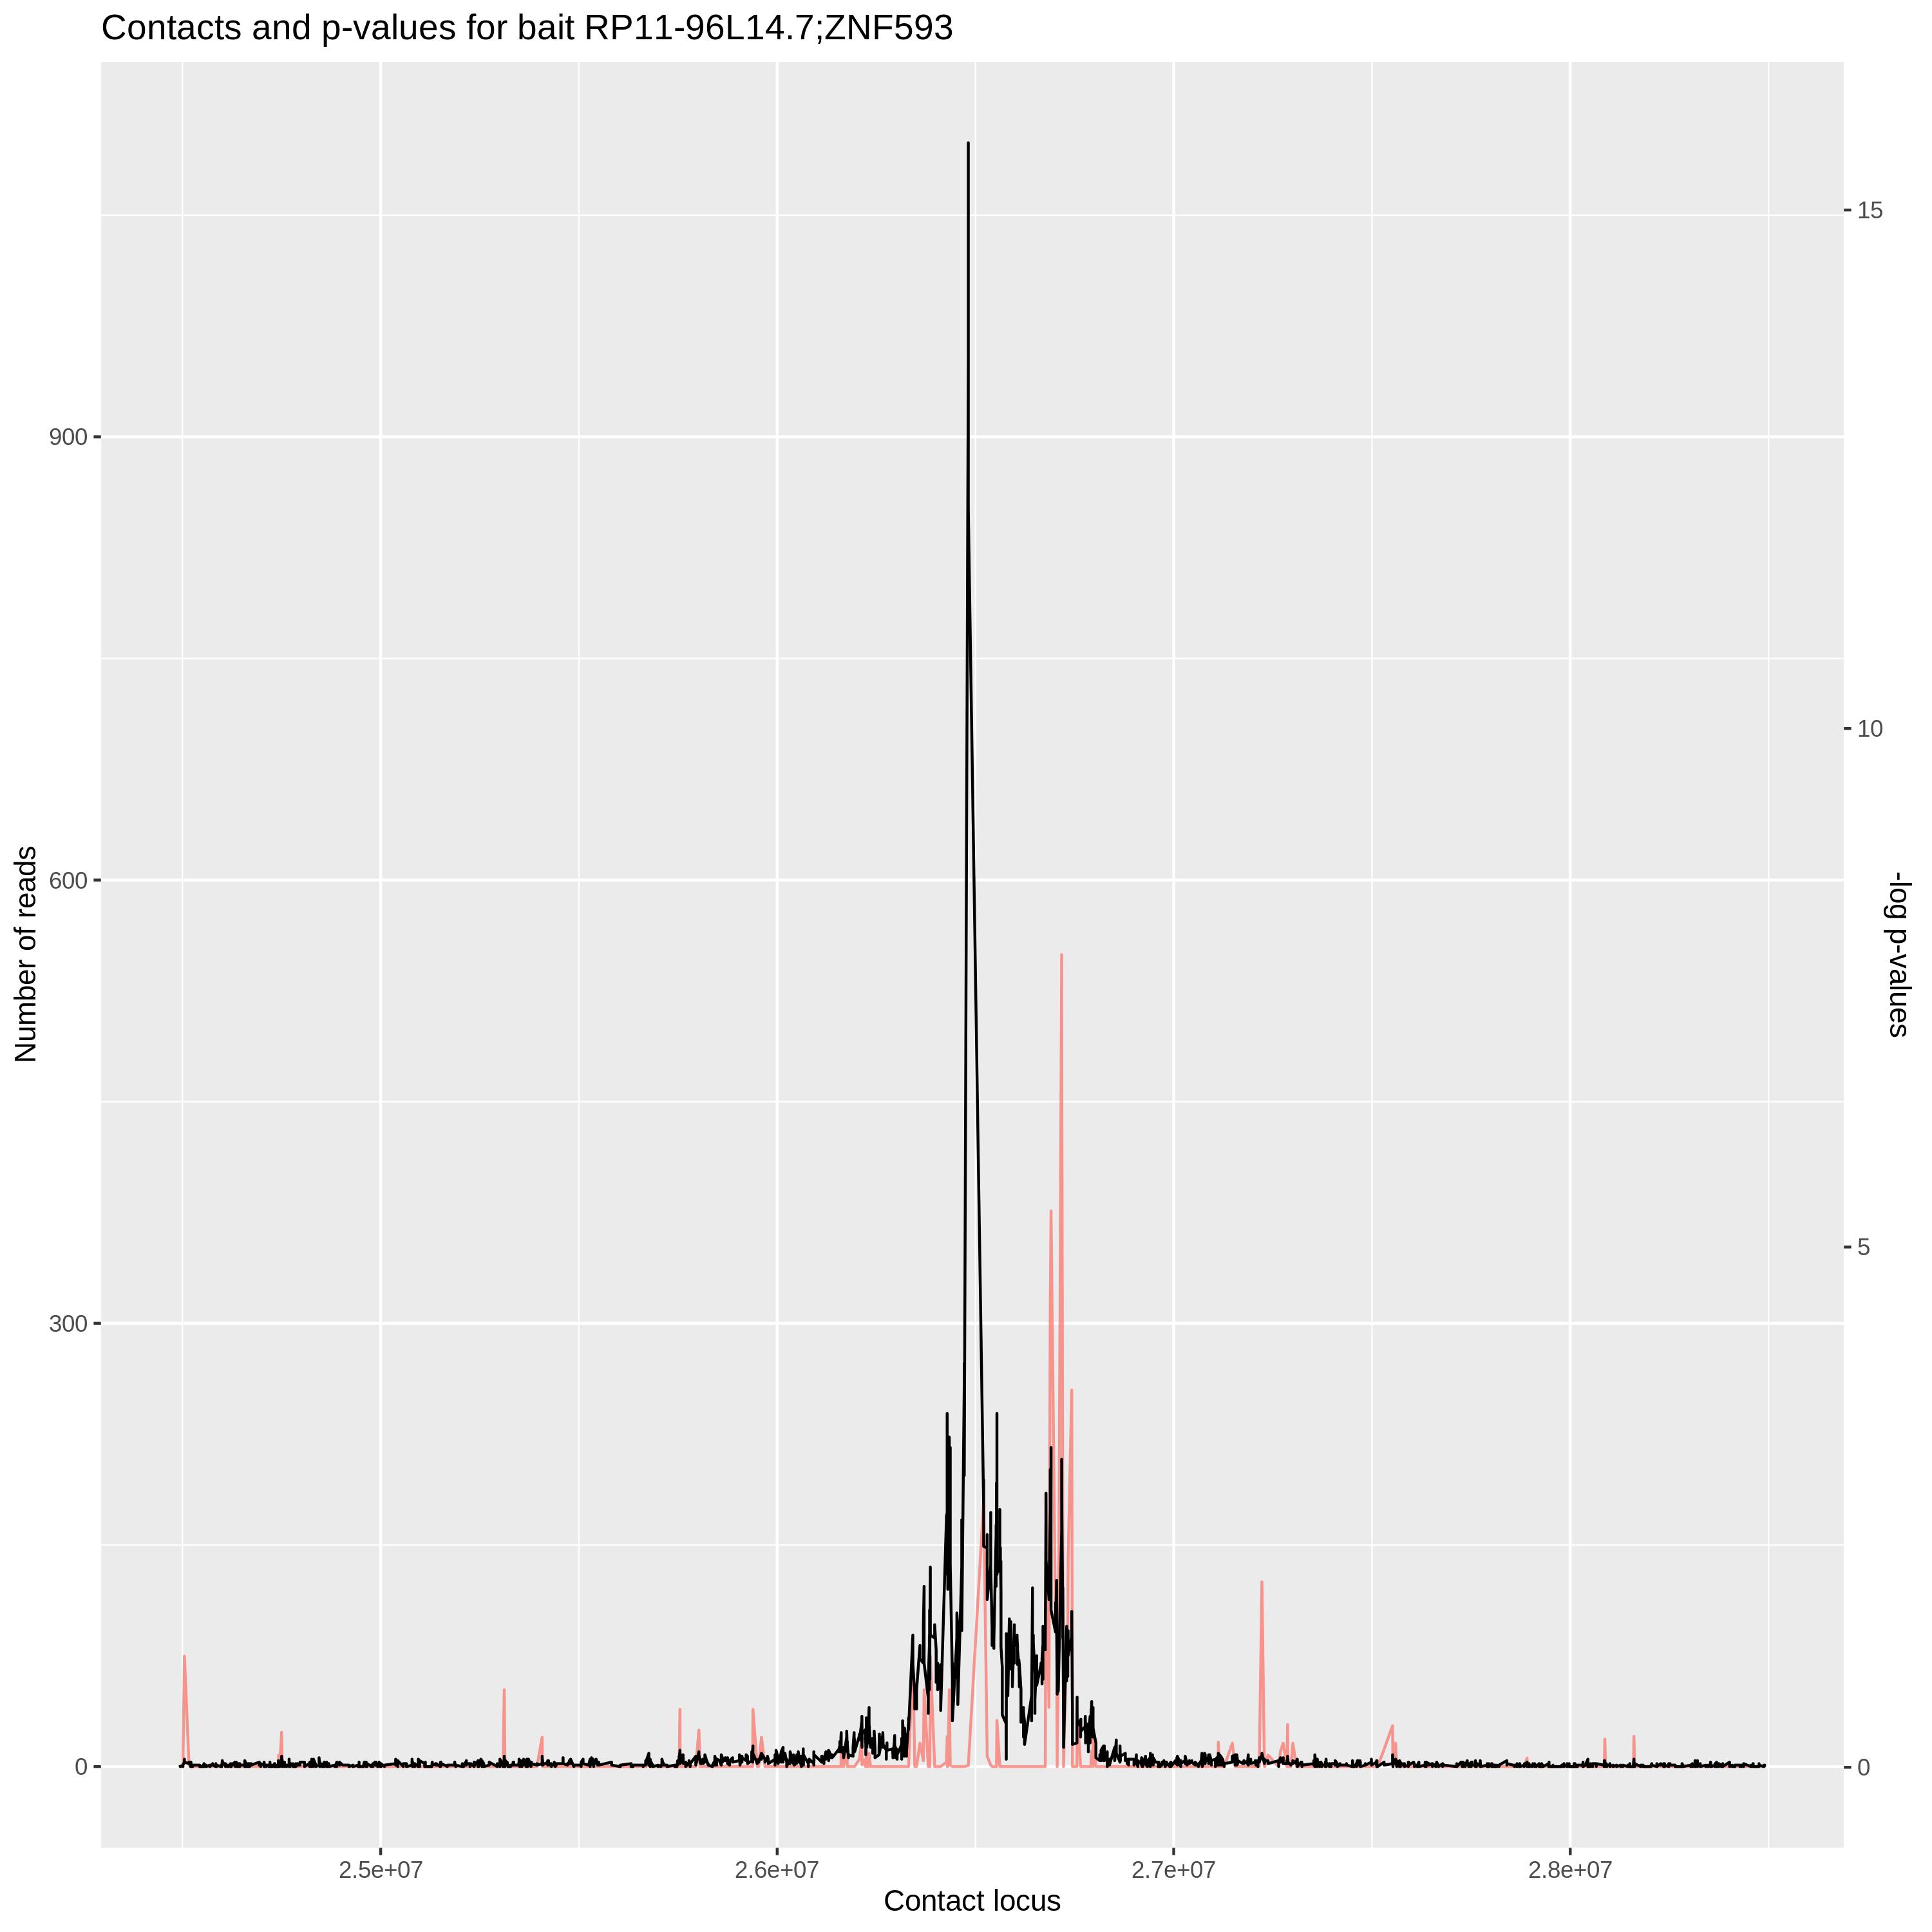 Contacts and p-values for bait RP11-96L14.7;ZNF593
Number of reads
900
600
300
0
15
10
5
0
-log p-values
2.5e+07 2.6e+07 2.7e+07 2.8e+07
Contact locus